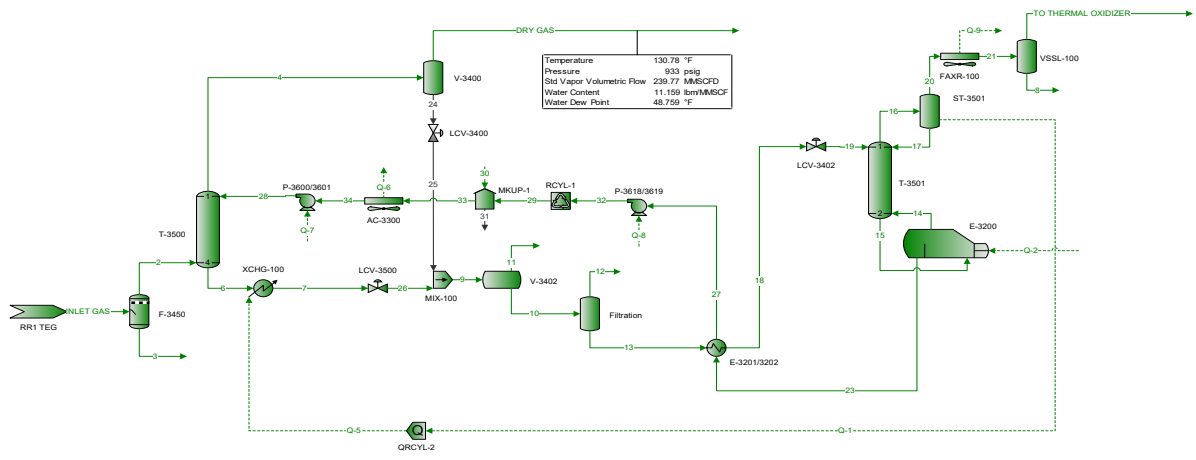 TO THERMAL OXIDIZER
Q-9
DRY GAS
21
VSSL-100
FAXR-100
Temperature 130.78 °F
Pressure 933 psig
Std Vapor Volumetric Flow 239.77 MMSCFD
Water Content 11.159 lbm/MMSCF
Water Dew Point 48.759 °F
4
V-3400
20
8
ST-3501
24
16
LCV-3400
17
1
19
LCV-3402
T-3501
30
25
RCYL-1
MKUP-1
P-3618/3619
P-3600/3601
Q-6
1
28
34
33
29
32
AC-3300
31
2
14
E-3200
15
Q-7
Q-8
Q-2
T-3500
4
2
XCHG-100
LCV-3500
11
12
18
6
7
26
9
V-3402
MIX-100
27
10
Filtration
INLET GAS
F-3450
RR1 TEG
13
E-3201/3202
3
23
Q-5
Q
Q-1
QRCYL-2